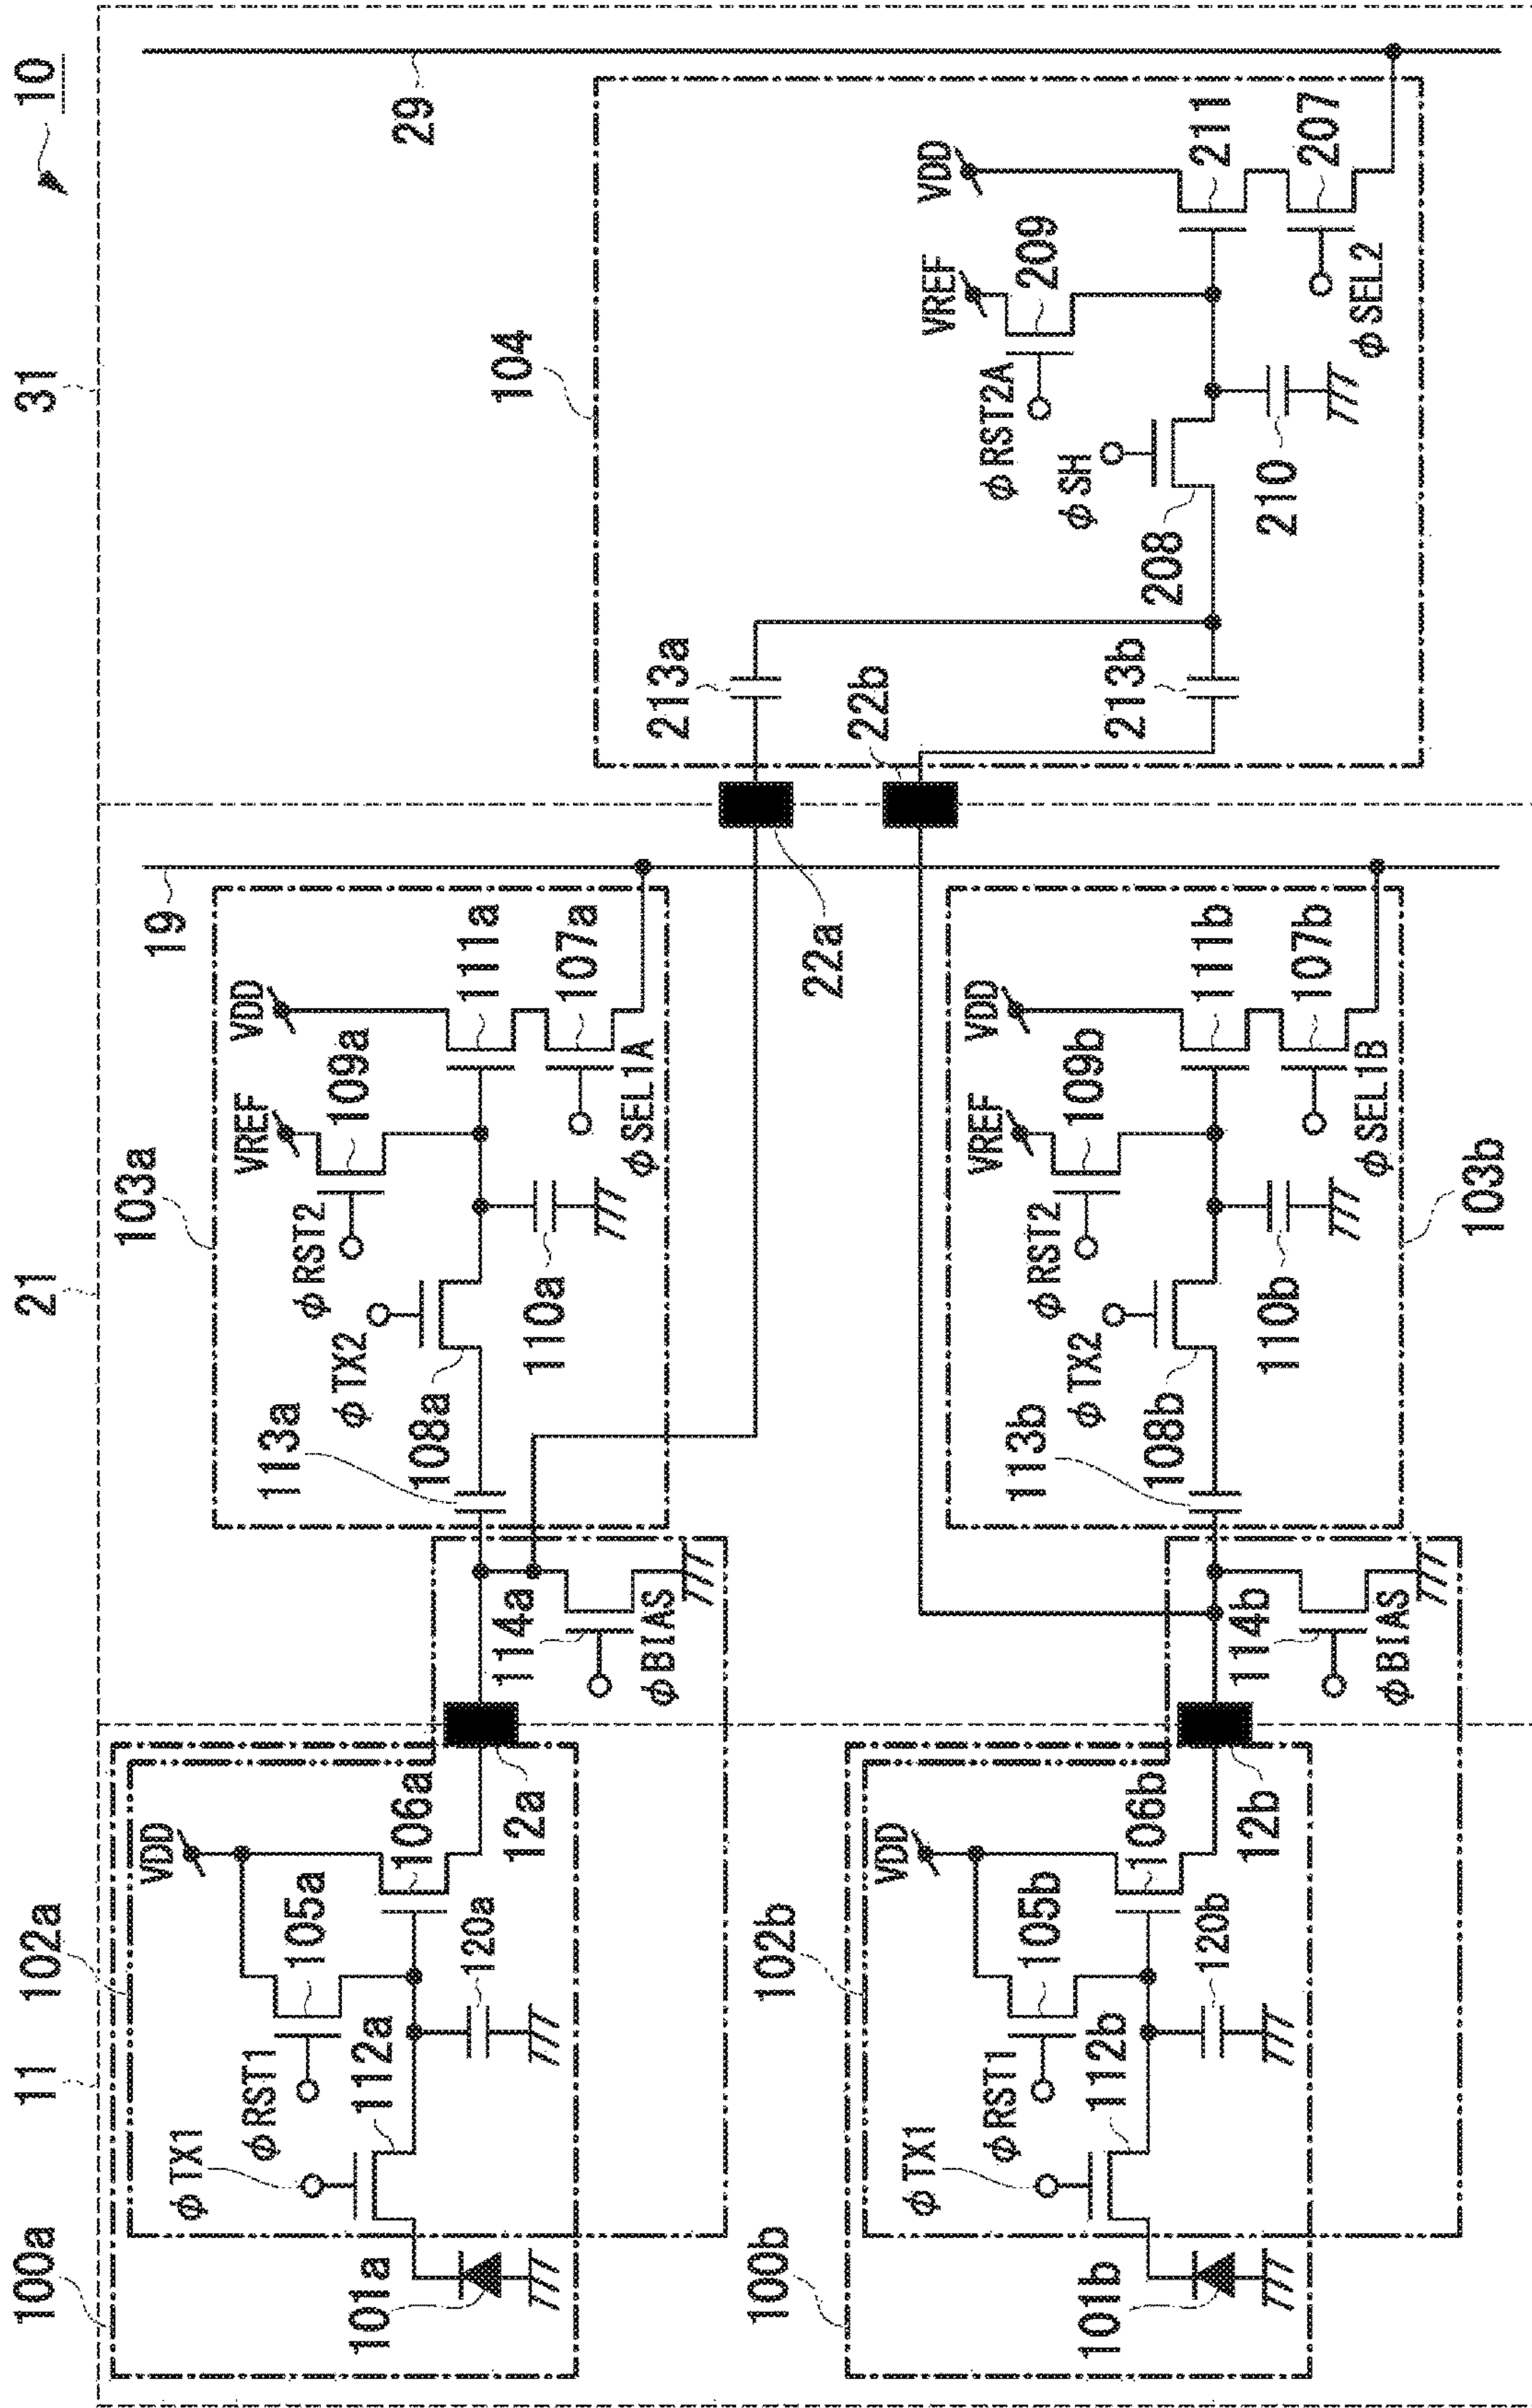 10
31
21
11
29
104
VDD
VREF
209
211
φRST2A
φSH
208
210
207
φSEL2
213a
22b
213b
22a
19
103a
VDD
VREF
109a
111a
φRST2
φTX2
113a
108a
110a
107a
φSEL1A
VDD
VREF
109b
111b
φRST2
φTX2
113b
108b
110b
107b
φSEL1B
103b
114a
φBIAS
114b
φBIAS
100a
102a
VDD
105a
106a
φRST1
φTX1
112a
120a
101a
12a
100b
102b
VDD
105b
106b
φRST1
φTX1
112b
120b
101b
12b